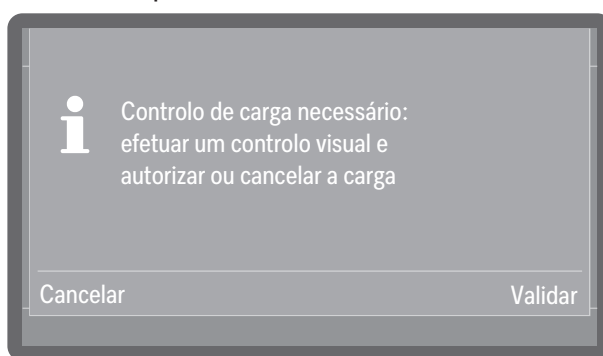 Controlo de carga necessário:
efetuar um controlo visual e
autorizar ou cancelar a carga
Cancelar Validar